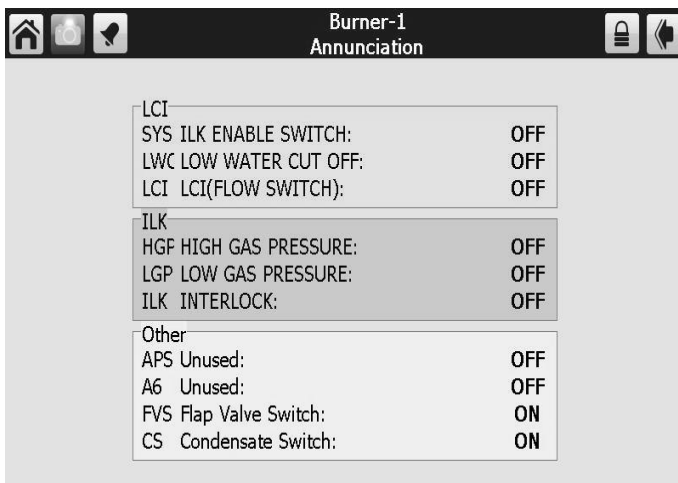 Burner-1
Annunciation
LCI
SYS ILK ENABLE SWITCH: OFF
LWC LOW WATER CUT OFF: OFF
LCI LCI(FLOW SWITCH): OFF
ILK
HGP HIGH GAS PRESSURE: OFF
LGP LOW GAS PRESSURE: OFF
ILK INTERLOCK: OFF
Other
APS Unused: OFF
A6 Unused: OFF
FVS Flap Valve Switch: ON
CS Condensate Switch: ON